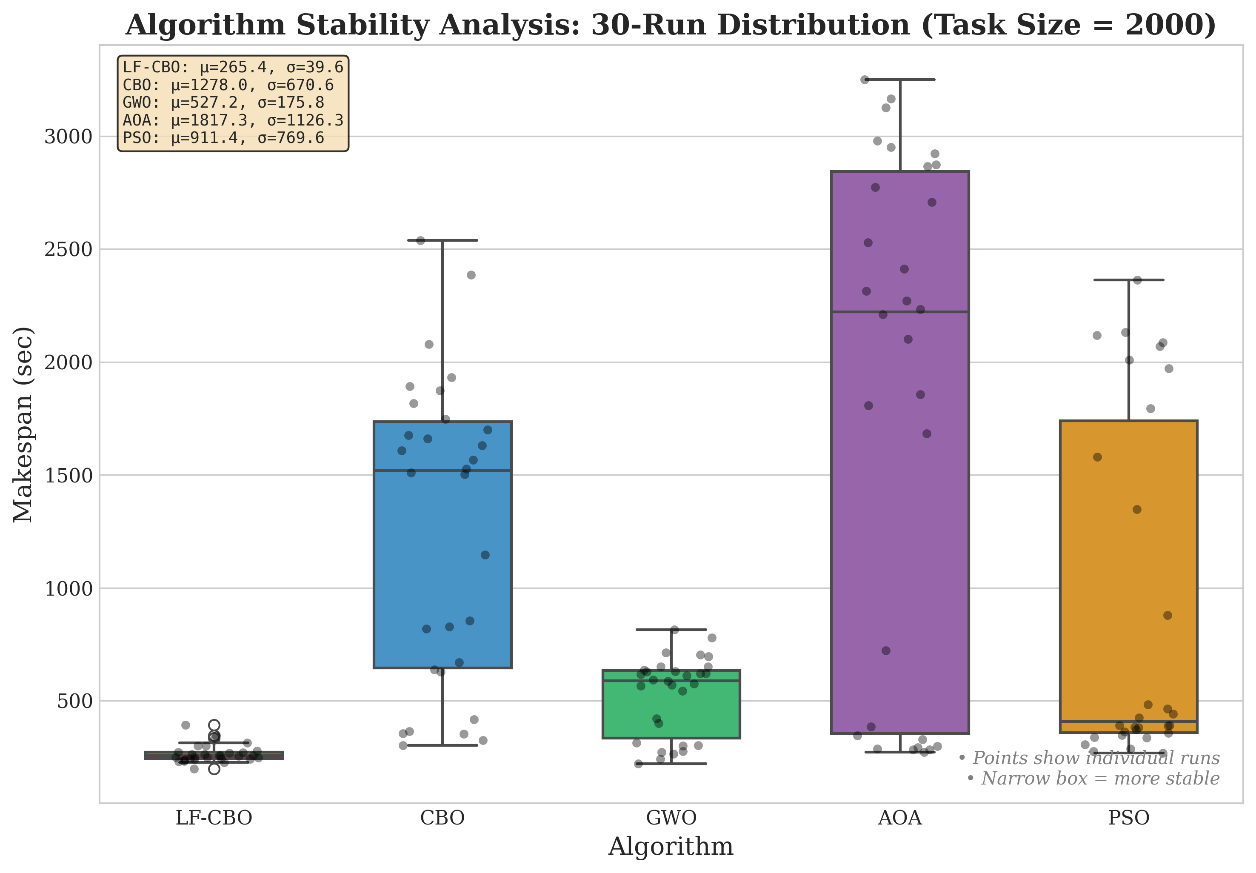 Algorithm Stability Analysis: 30-Run Distribution (Task Size = 2000)
LF-CBO: μ=265.4, σ=39.6
CBO: μ=1278.0, σ=670.6
GWO: μ=527.2, σ=175.8
AOA: μ=1817.3, σ=1126.3
PSO: μ=911.4, σ=769.6
Makespan (sec)
3000
2500
2000
1500
1000
500
• Points show individual runs
• Narrow box = more stable
LF-CBO CBO GWO AOA PSO
Algorithm